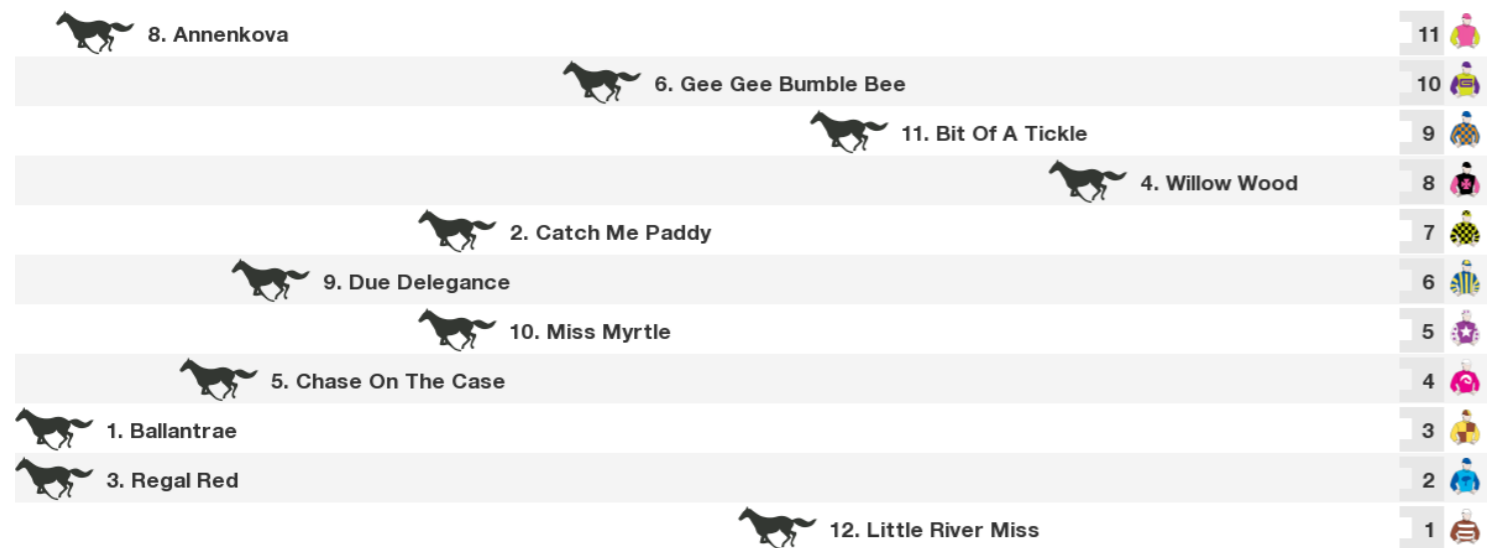 8. Annenkova 11
6. Gee Gee Bumble Bee 10
11. Bit Of A Tickle 9
4. Willow Wood 8
2. Catch Me Paddy 7
9. Due Delegance 6
10. Miss Myrtle 5
5. Chase On The Case 4
1. Ballantrae 3
3. Regal Red 2
12. Little River Miss 1